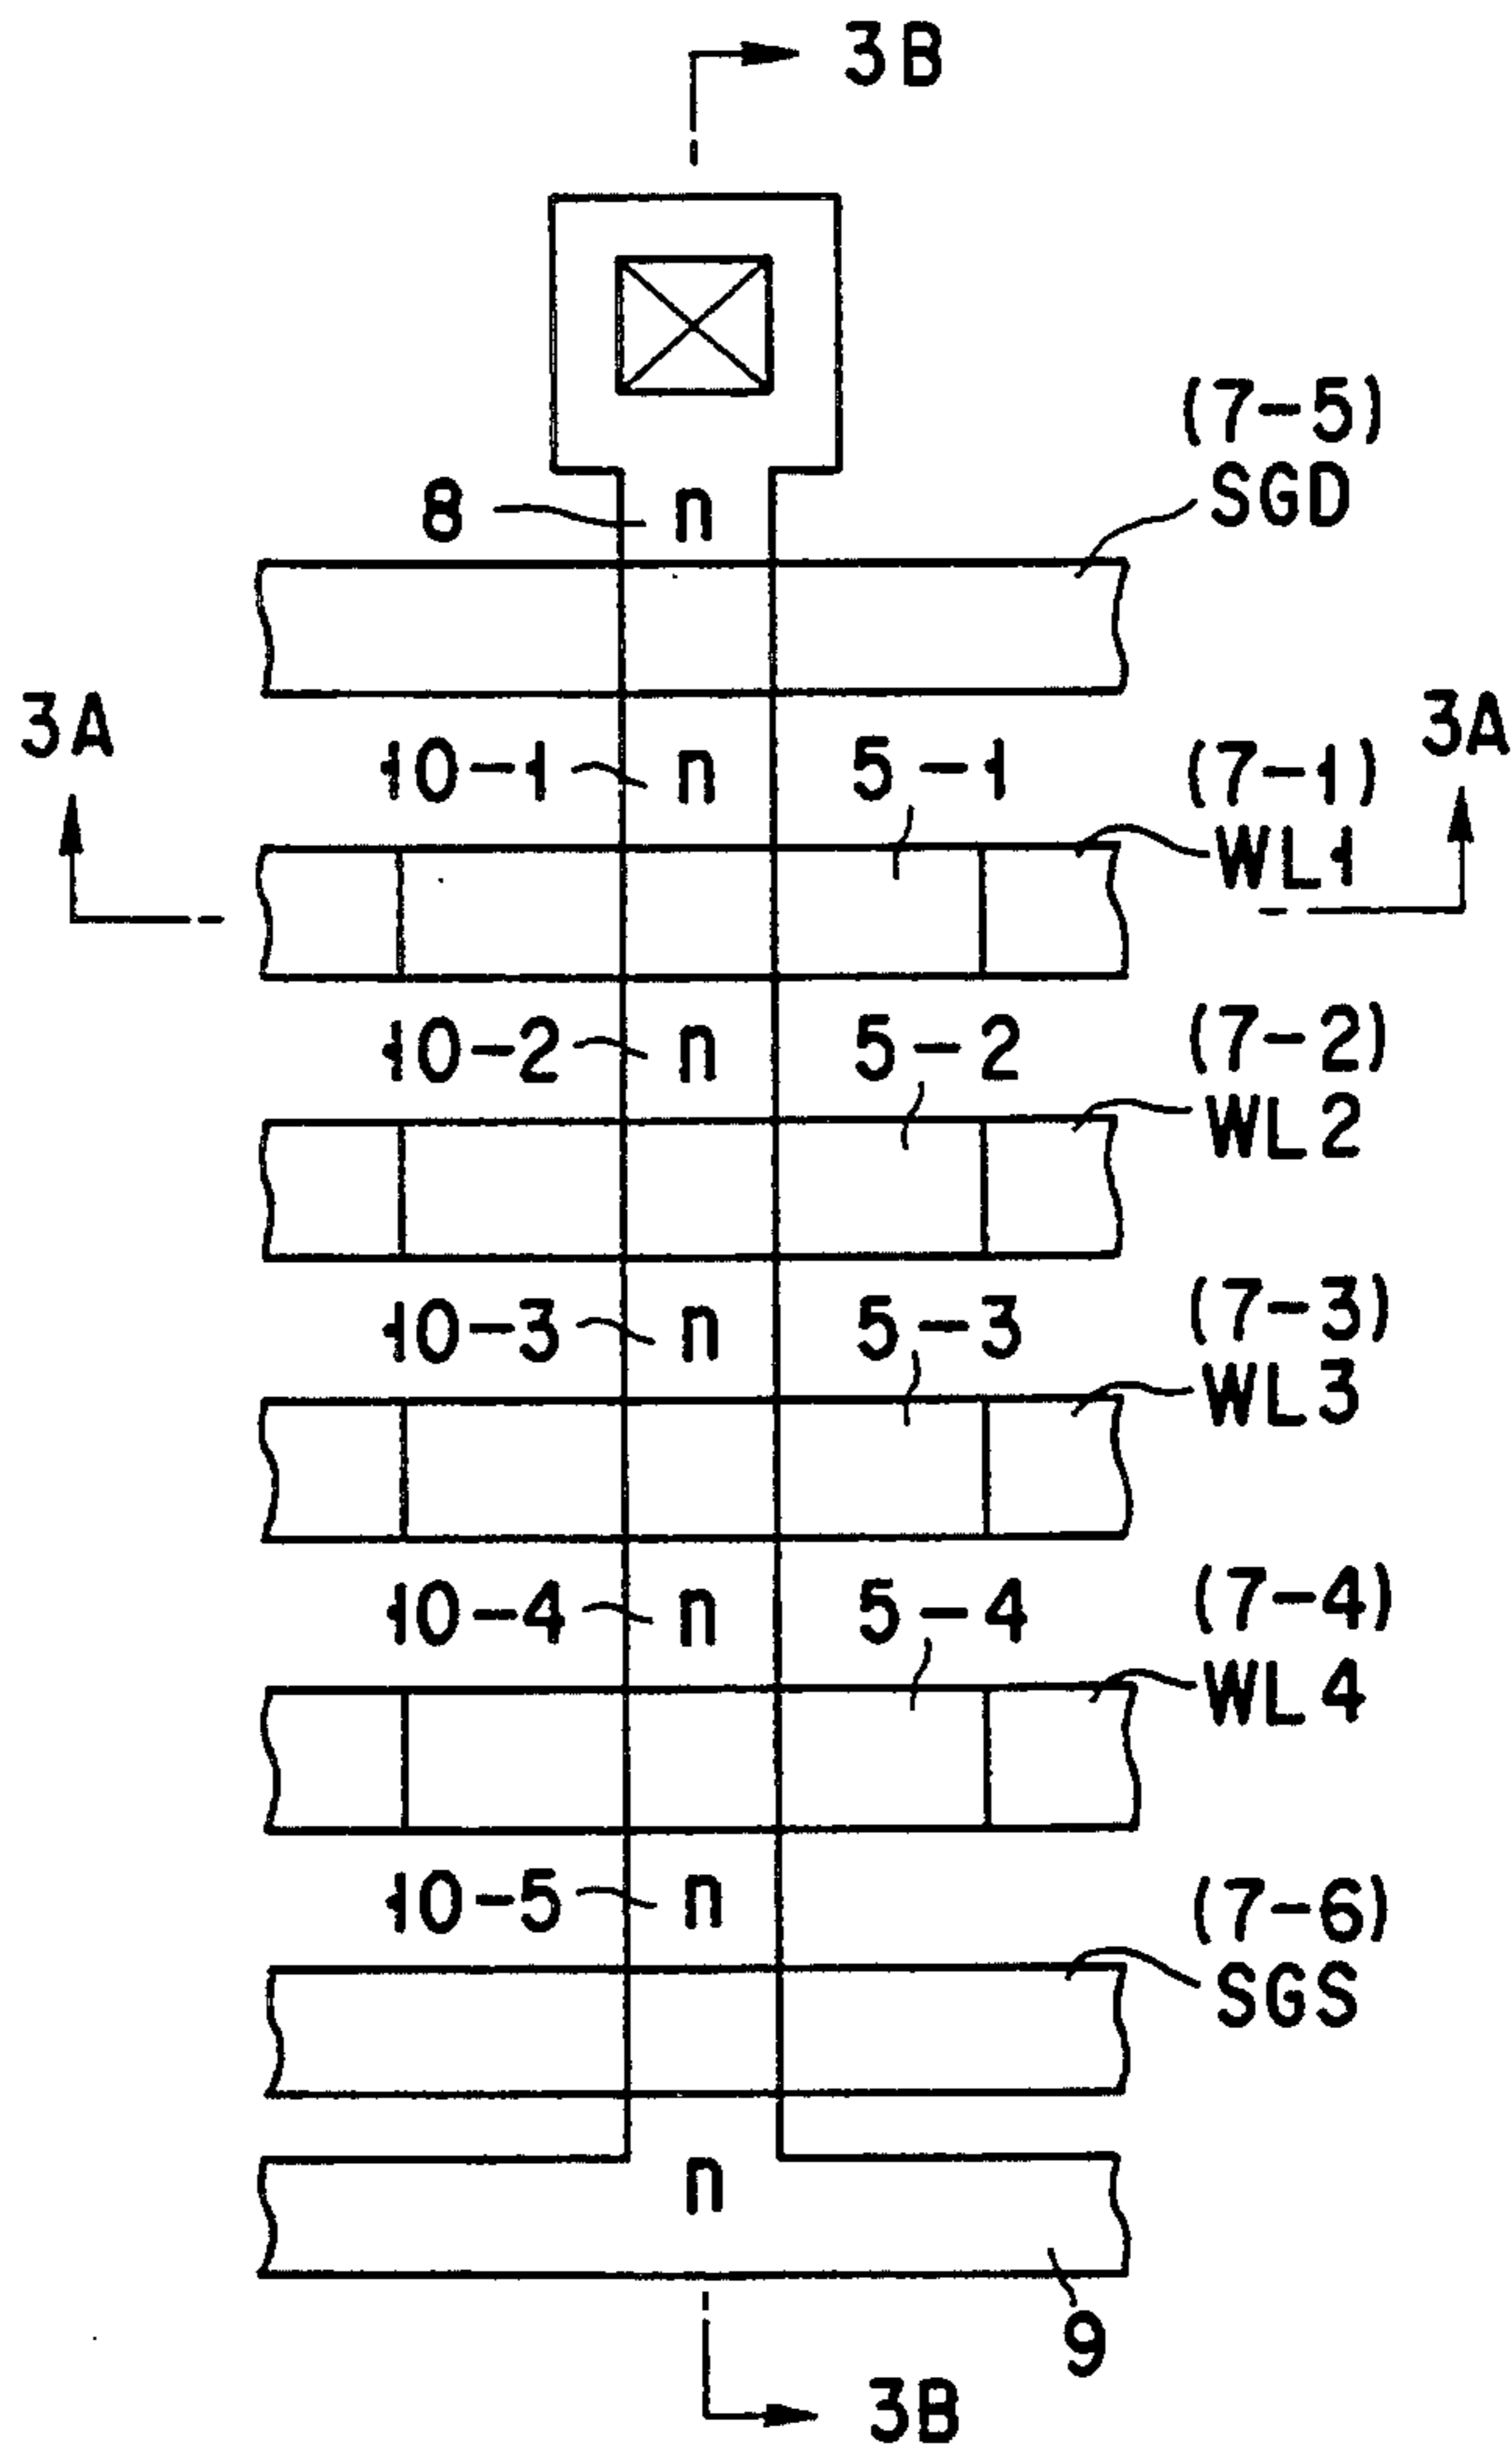 3B
(7-5)
8 n SGD
3A 3A
10-1 n 5-1 (7-1)
WL1
10-2 n 5-2 (7-2)
WL2
10-3 n 5-3 (7-3)
WL3
10-4 n 5-4 (7-4)
WL4
10-5 n (7-6)
SGS
n
9
3B